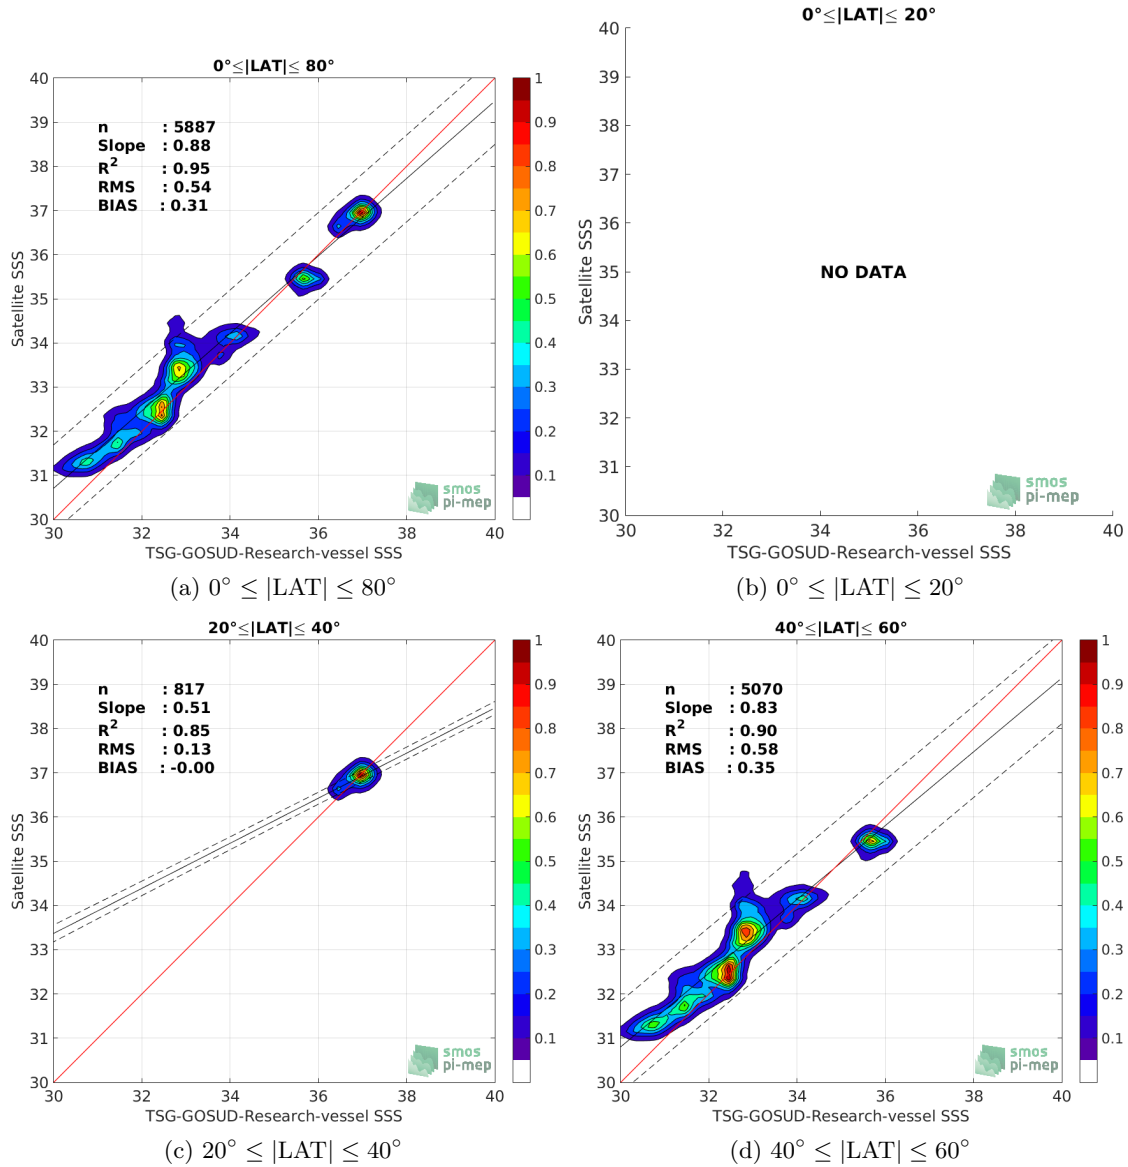 0°≤|LAT|≤ 80°
40
39
38
37
36
35
34
33
32
31
30
Satellite SSS
n : 5887
Slope : 0.88
R2 : 0.95
RMS : 0.54
BIAS : 0.31
30 32 34 36 38 40
TSG-GOSUD-Research-vessel SSS
1
0.9
0.8
0.7
0.6
0.5
0.4
0.3
0.2
0.1
smos
pi-mep
(a) 0° ≤ |LAT| ≤ 80°
0°≤|LAT|≤ 20°
40
39
38
37
36
35
34
33
32
31
30
Satellite SSS
NO DATA
30 32 34 36 38 40
TSG-GOSUD-Research-vessel SSS
smos
pi-mep
(b) 0° ≤ |LAT| ≤ 20°
20°≤|LAT|≤ 40°
40
39
38
37
36
35
34
33
32
31
30
Satellite SSS
n : 817
Slope : 0.51
R2 : 0.85
RMS : 0.13
BIAS : -0.00
30 32 34 36 38 40
TSG-GOSUD-Research-vessel SSS
1
0.9
0.8
0.7
0.6
0.5
0.4
0.3
0.2
0.1
smos
pi-mep
(c) 20° ≤ |LAT| ≤ 40°
40°≤|LAT|≤ 60°
40
39
38
37
36
35
34
33
32
31
30
Satellite SSS
n : 5070
Slope : 0.83
R2 : 0.90
RMS : 0.58
BIAS : 0.35
30 32 34 36 38 40
TSG-GOSUD-Research-vessel SSS
1
0.9
0.8
0.7
0.6
0.5
0.4
0.3
0.2
0.1
smos
pi-mep
(d) 40° ≤ |LAT| ≤ 60°